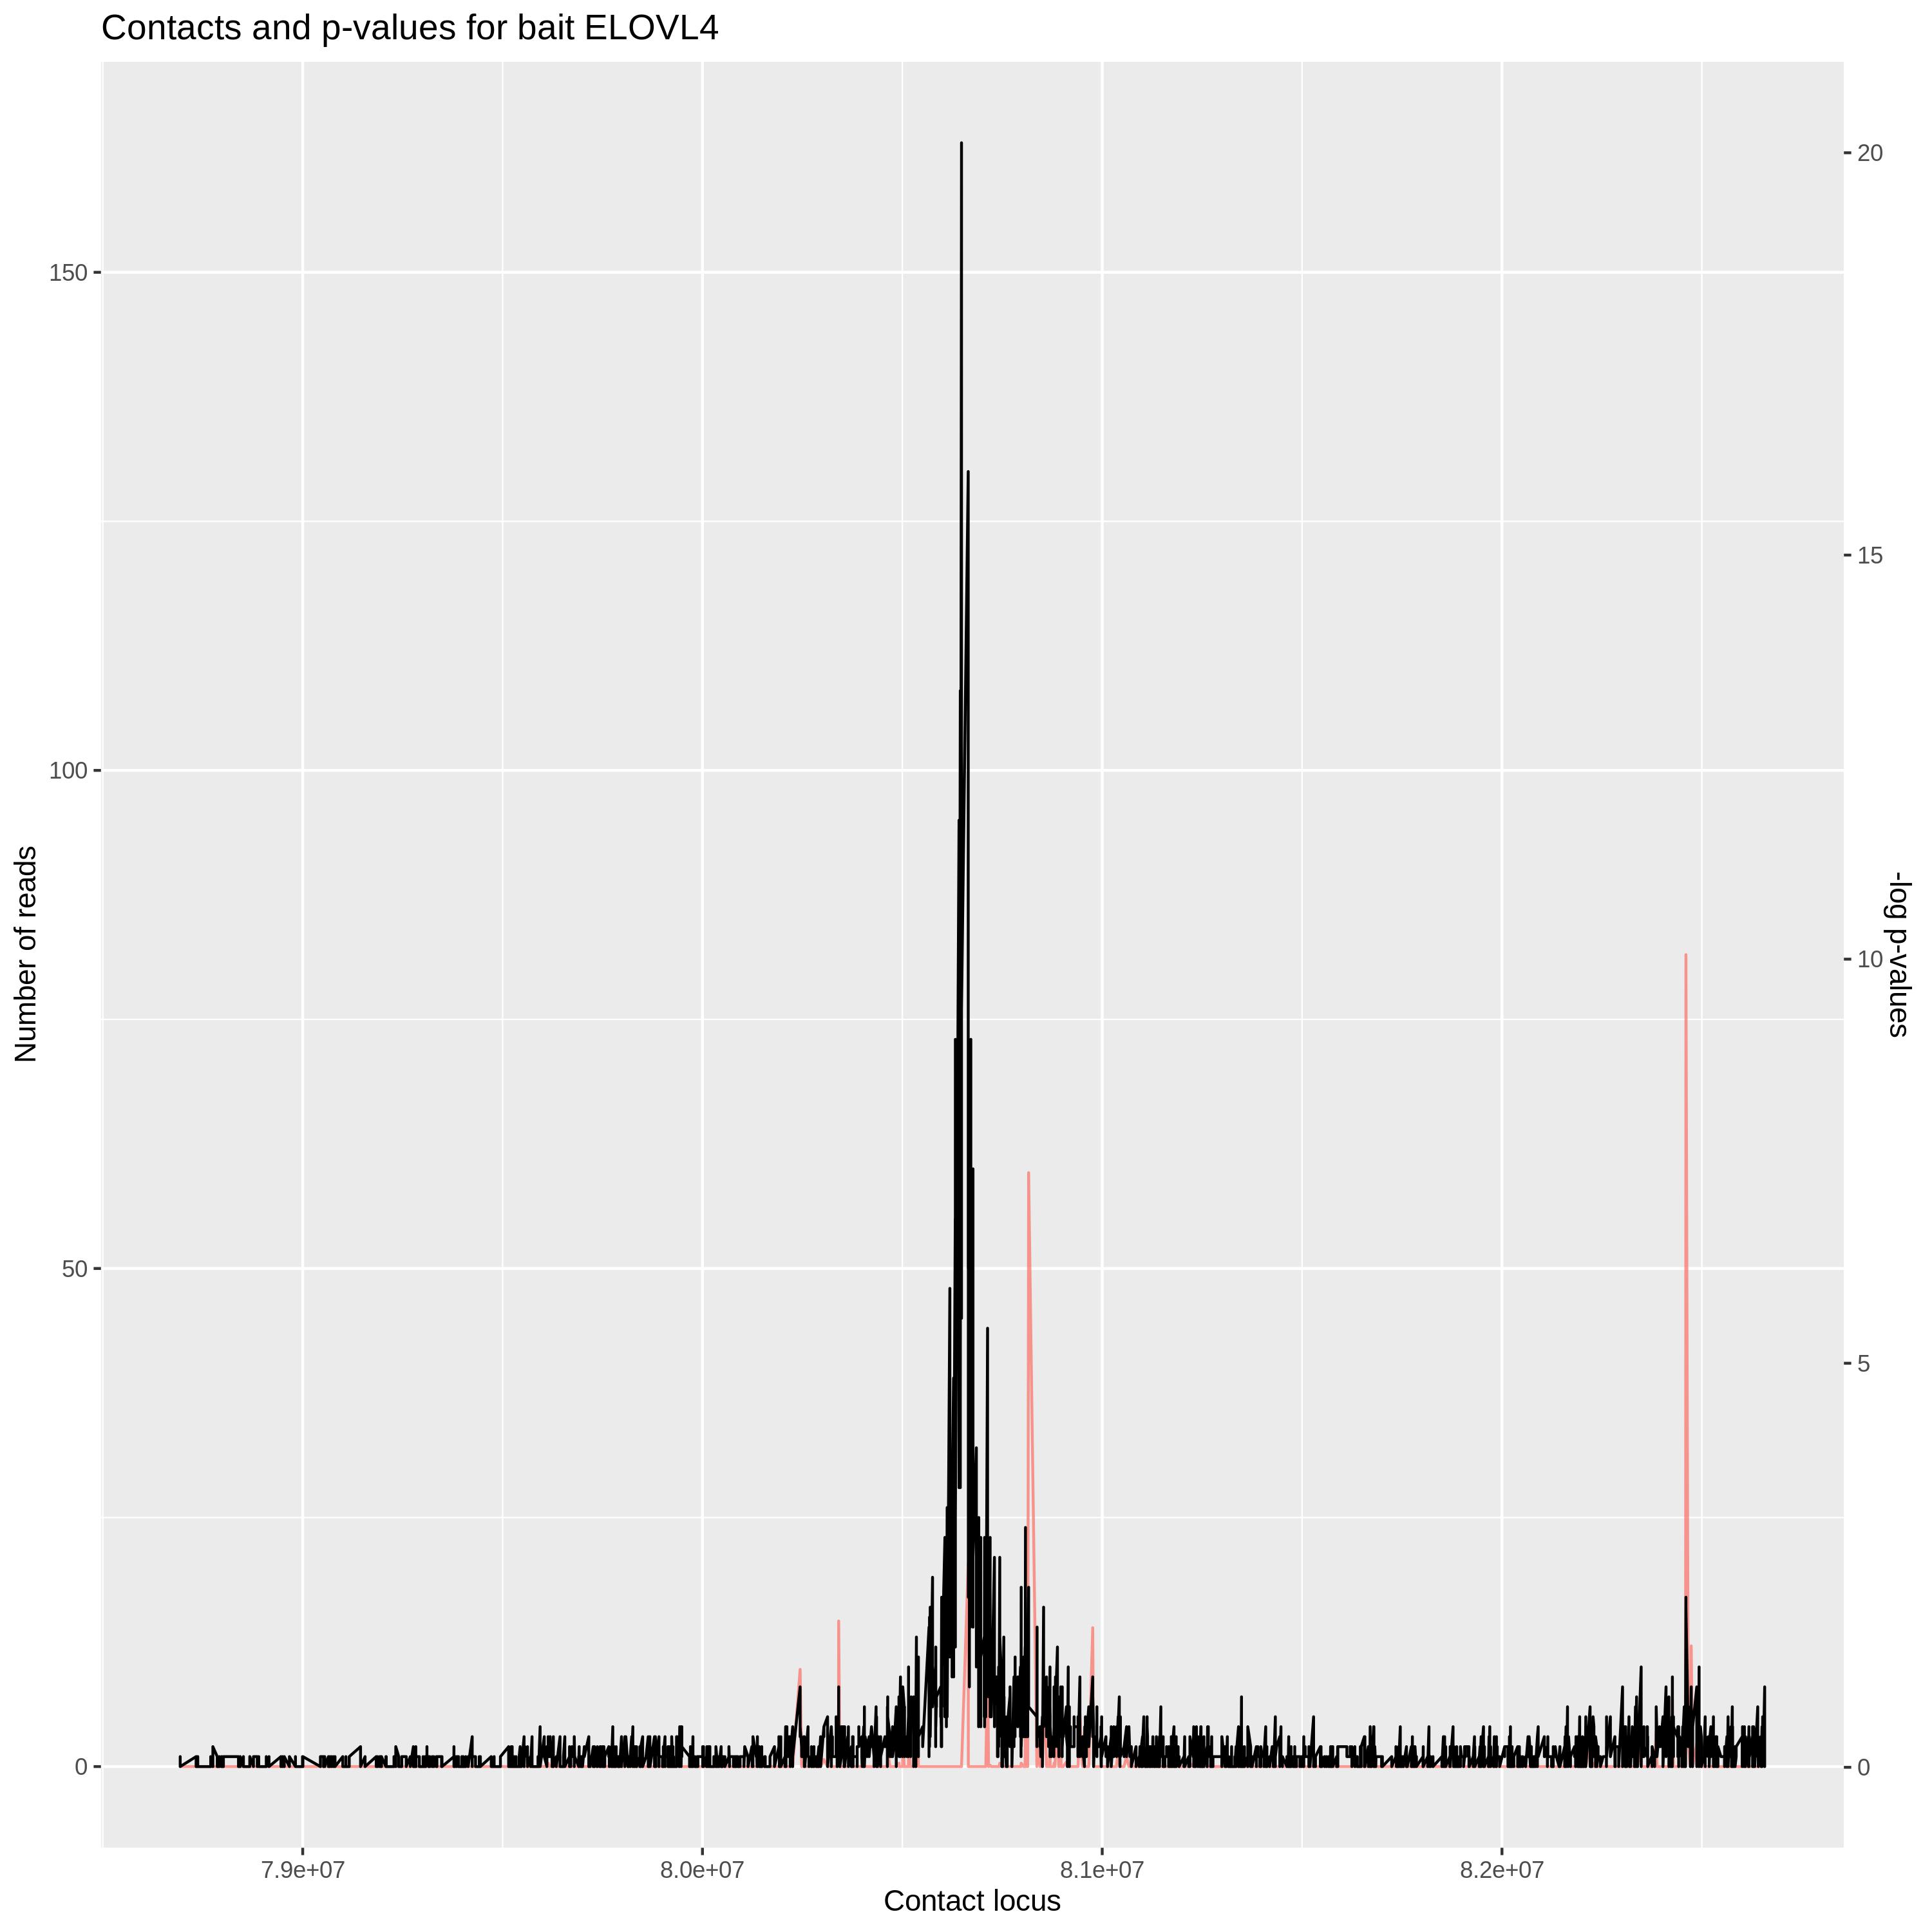 Contacts and p-values for bait ELOVL4
150
100
50
0
Number of reads
20
15
10
5
0
-log p-values
7.9e+07
8.0e+07
8.1e+07
8.2e+07
Contact locus